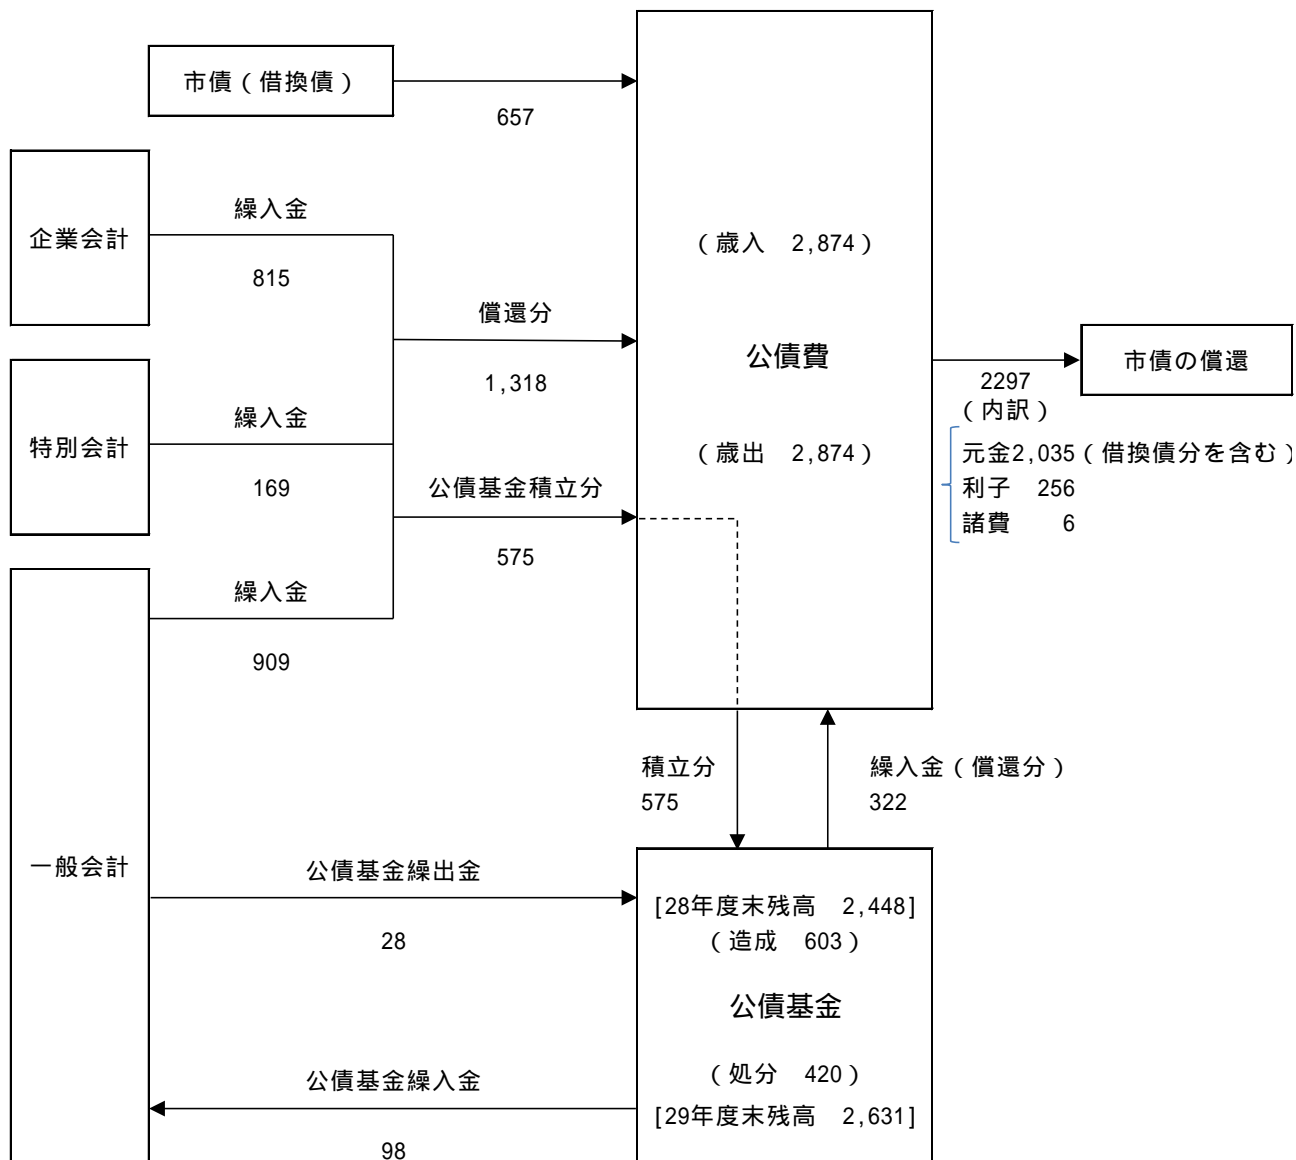 市債（借換債）
657
企業会計
繰入金
815
（歳入　2,874）
償還分
1,318
公債費
2297
（内訳）
市債の償還
特別会計
繰入金
169
（歳出　2,874）
元金2,035（借換債分を含む）
利子　256
諸費　　6
公債基金積立分
575
繰入金
909
積立分
575
繰入金（償還分）
322
一般会計
公債基金繰出金
28
[28年度末残高　2,448]
（造成　603）
公債基金
（処分　420）
[29年度末残高　2,631]
公債基金繰入金
98